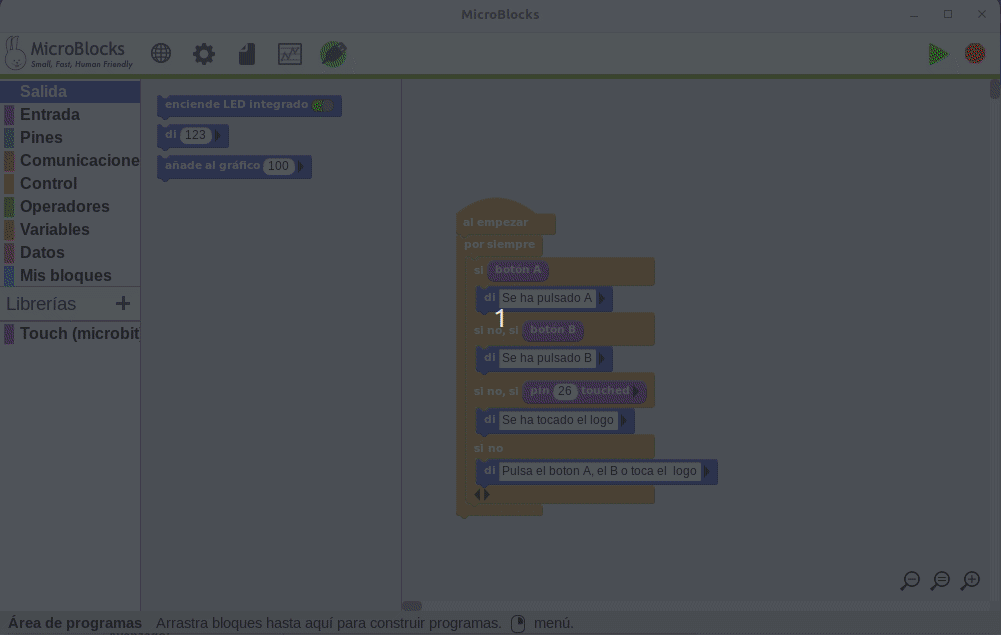 MicroBlocks
MicroBlocks
Small, Fast, Human Friendly
Salida
Entrada
Pines
Comunicacione
Control
Operadores
Variables
Datos
Mis bloques
Librerías +
Touch (microbit
enciende LED integrado
di 123
añade al gráfico 100
al empezar
por siempre
si botón A
di Se ha pulsado A
1
si no, si botón B
di Se ha pulsado B
si no, si pin 26 touched
di Se ha tocado el logo
si no
di Pulsa el boton A, el B o toca el logo
Área de programas Arrastra bloques hasta aquí para construir programas. menú.